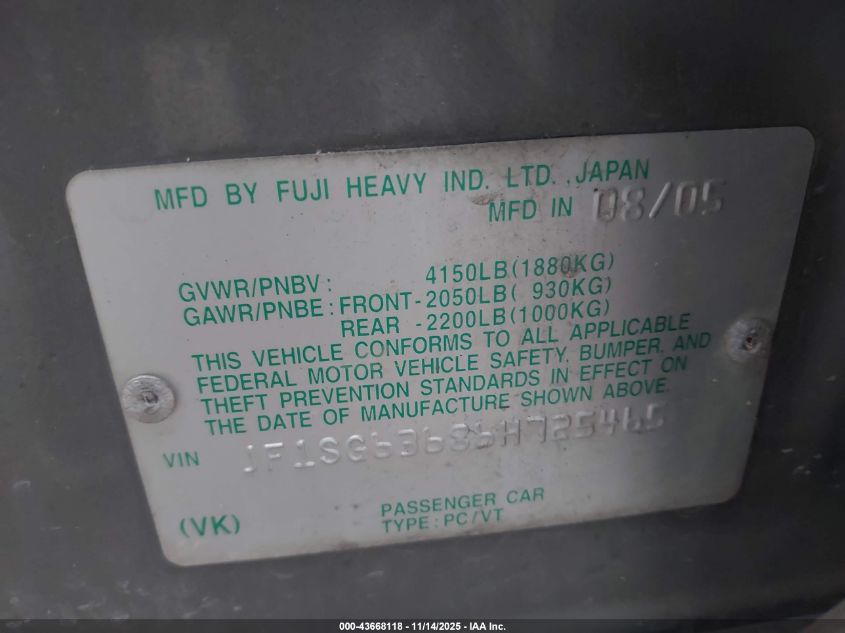 MFD BY FUJI HEAVY IND. LTD. ,JAPAN
MFD IN 08/05
GVWR/PNBV : 4150LB(1880KG)
GAWR/PNBE : FRONT-2050LB( 930KG)
REAR -2200LB(1000KG)
THIS VEHICLE CONFORMS TO ALL APPLICABLE
FEDERAL MOTOR VEHICLE SAFETY, BUMPER, AND
THEFT PREVENTION STANDARDS IN EFFECT ON
THE DATE OF MANUFACTURE SHOWN ABOVE.
VIN JF1SG63686H725465
PASSENGER CAR
(VK) TYPE : PC/VT
000-43668118 - 11/14/2025 - IAA Inc.